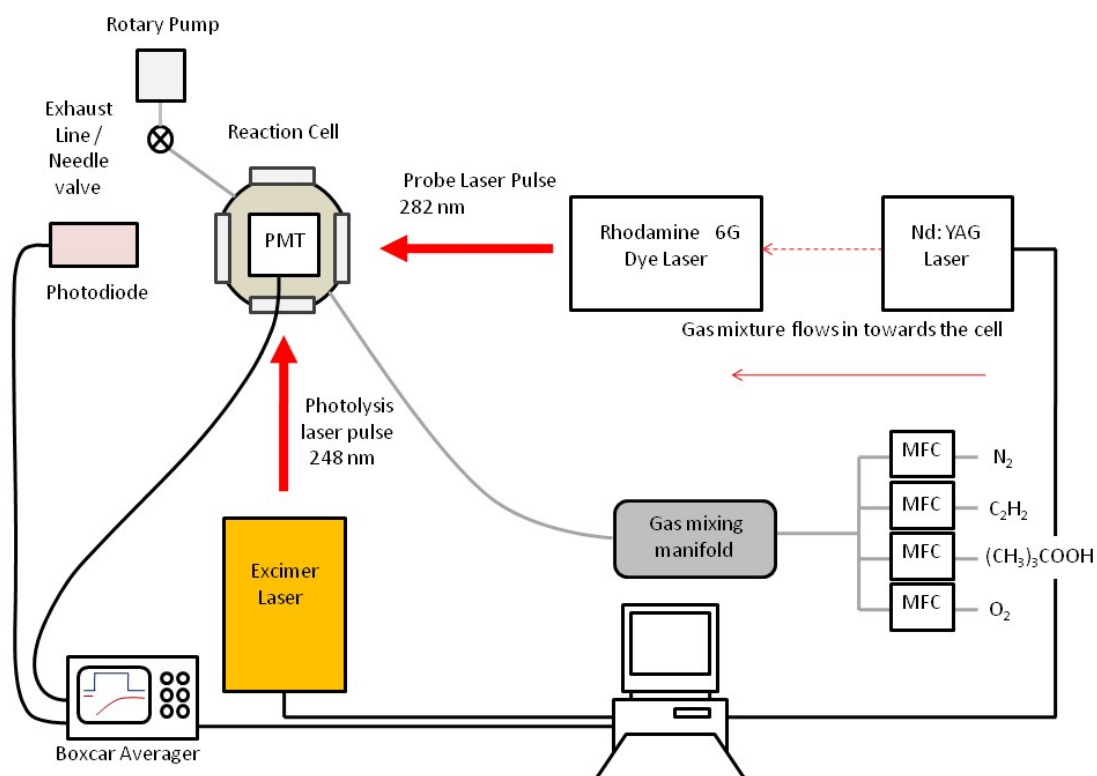 Rotary Pump
Exhaust
Line /
Needle
valve
Reaction Cell
Probe Laser Pulse
282 nm
Rhodamine 6G
Dye Laser
Nd: YAG
Laser
PMT
Photodiode
Gas mixture flows in towards the cell
Photolysis
laser pulse
248 nm
MFC
N₂
MFC
C₂H₂
MFC
(CH₃)₃COOH
MFC
O₂
Gas mixing
manifold
Excimer
Laser
Boxcar Averager